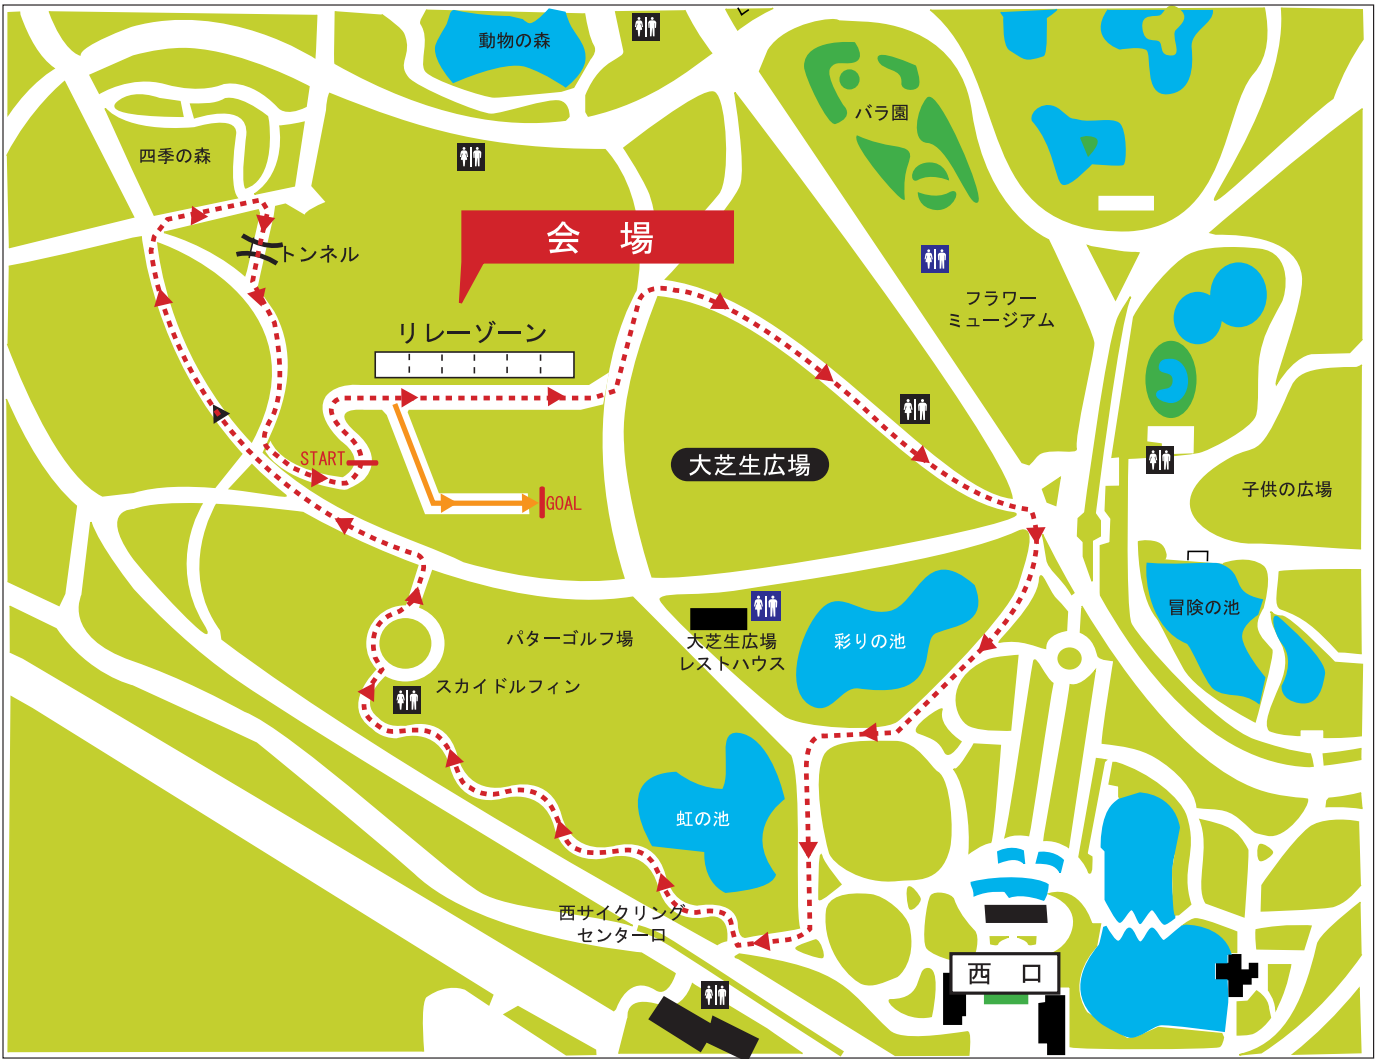 動物の森
バラ園
四季の森
会 場
トンネル
フラワー
ミュージアム
リレーゾーン
START
大芝生広場
GOAL
子供の広場
冒険の池
パターゴルフ場
大芝生広場
レストハウス
彩りの池
スカイドルフィン
虹の池
西サイクリング
センター口
西 口